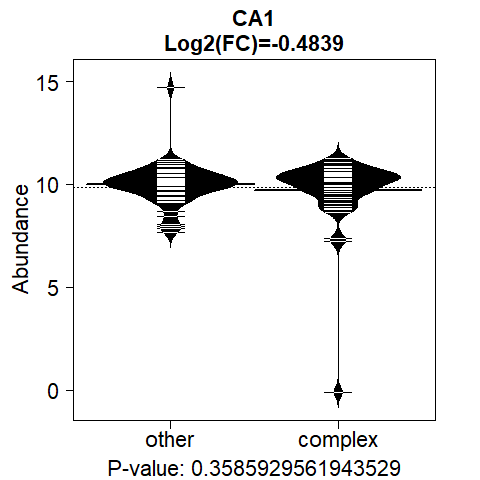 CA1
Log2(FC)=-0.4839
15
10
5
0
Abundance
other complex
P-value: 0.3585929561943529